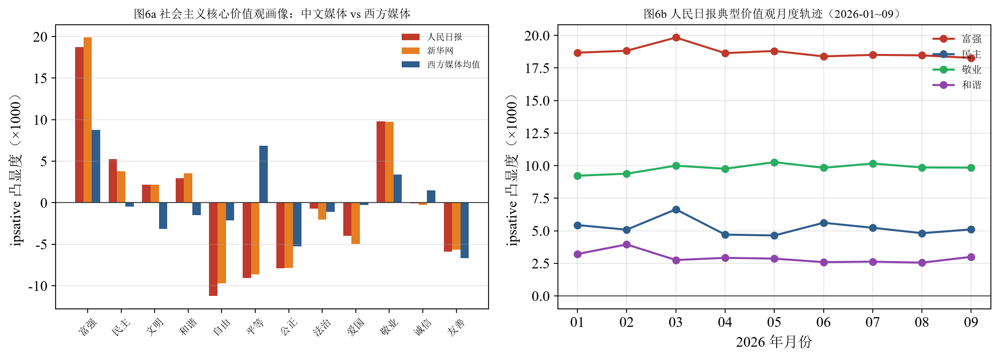 图6a 社会主义核心价值观画像：中文媒体 vs 西方媒体
ipsative 凸显度（×1000）
20
15
10
5
0
-5
-10
人民日报
新华网
西方媒体均值
富强
民主
文明
和谐
自由
平等
公正
法治
爱国
敬业
诚信
友善
图6b 人民日报典型价值观月度轨迹（2026-01~09）
ipsative 凸显度（×1000）
20.0
17.5
15.0
12.5
10.0
7.5
5.0
2.5
0.0
富强
民主
敬业
和谐
01 02 03 04 05 06 07 08 09
2026 年月份